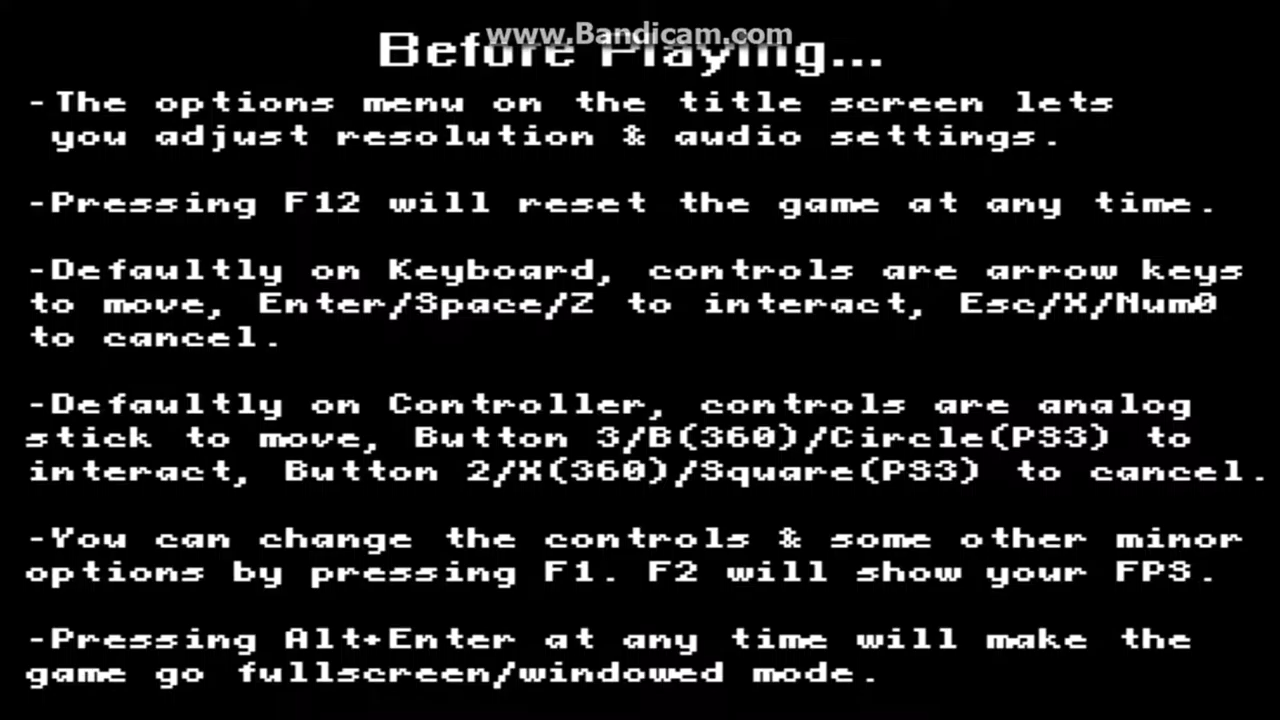 www.Bandicam.com
Before Playing...
-The options menu on the title screen lets
you adjust resolution & audio settings.
-Pressing F12 will reset the game at any time.
-Defaultly on Keyboard, controls are arrow keys
to move, Enter/Space/Z to interact, Esc/X/Num0
to cancel.
-Defaultly on Controller, controls are analog
stick to move, Button 3/B(360)/Circle(PS3) to
interact, Button 2/X(360)/Square(PS3) to cancel.
-You can change the controls & some other minor
options by pressing F1. F2 will show your FPS.
-Pressing Alt+Enter at any time will make the
game go fullscreen/windowed mode.